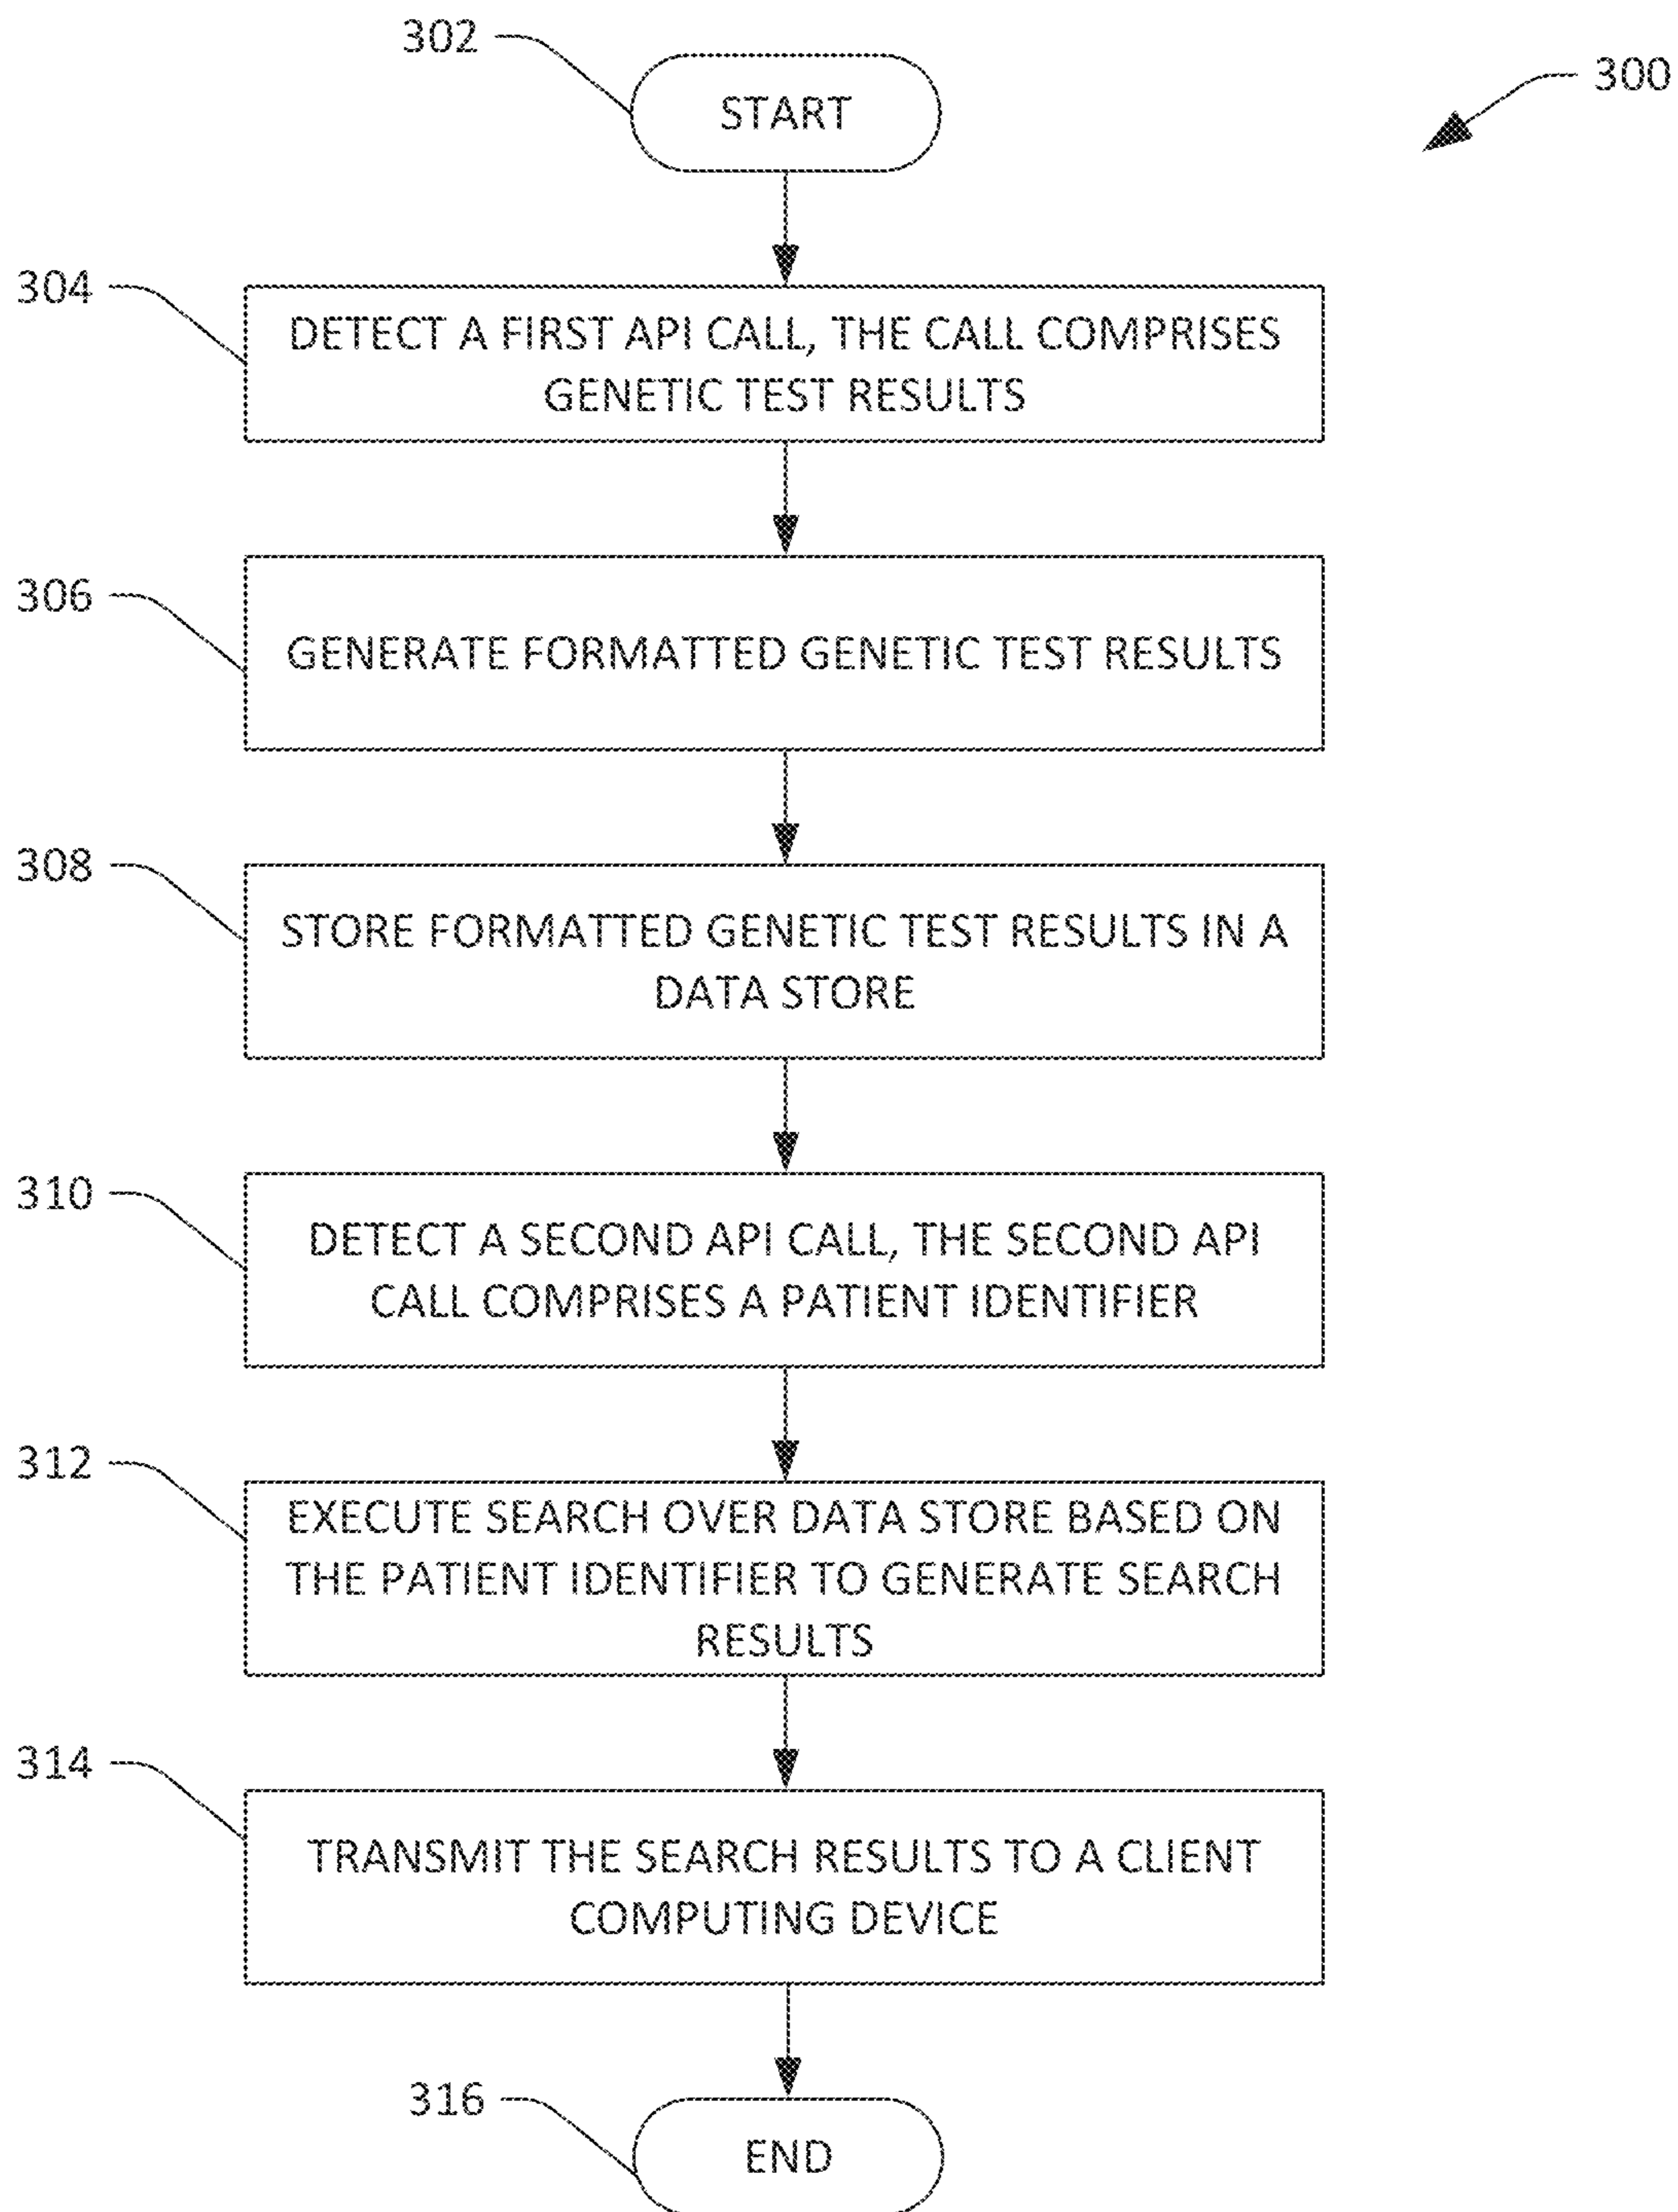 302
START
300
304
DETECT A FIRST API CALL, THE CALL COMPRISES
GENETIC TEST RESULTS
306
GENERATE FORMATTED GENETIC TEST RESULTS
308
STORE FORMATTED GENETIC TEST RESULTS IN A
DATA STORE
310
DETECT A SECOND API CALL, THE SECOND API
CALL COMPRISES A PATIENT IDENTIFIER
312
EXECUTE SEARCH OVER DATA STORE BASED ON
THE PATIENT IDENTIFIER TO GENERATE SEARCH
RESULTS
314
TRANSMIT THE SEARCH RESULTS TO A CLIENT
COMPUTING DEVICE
316
END